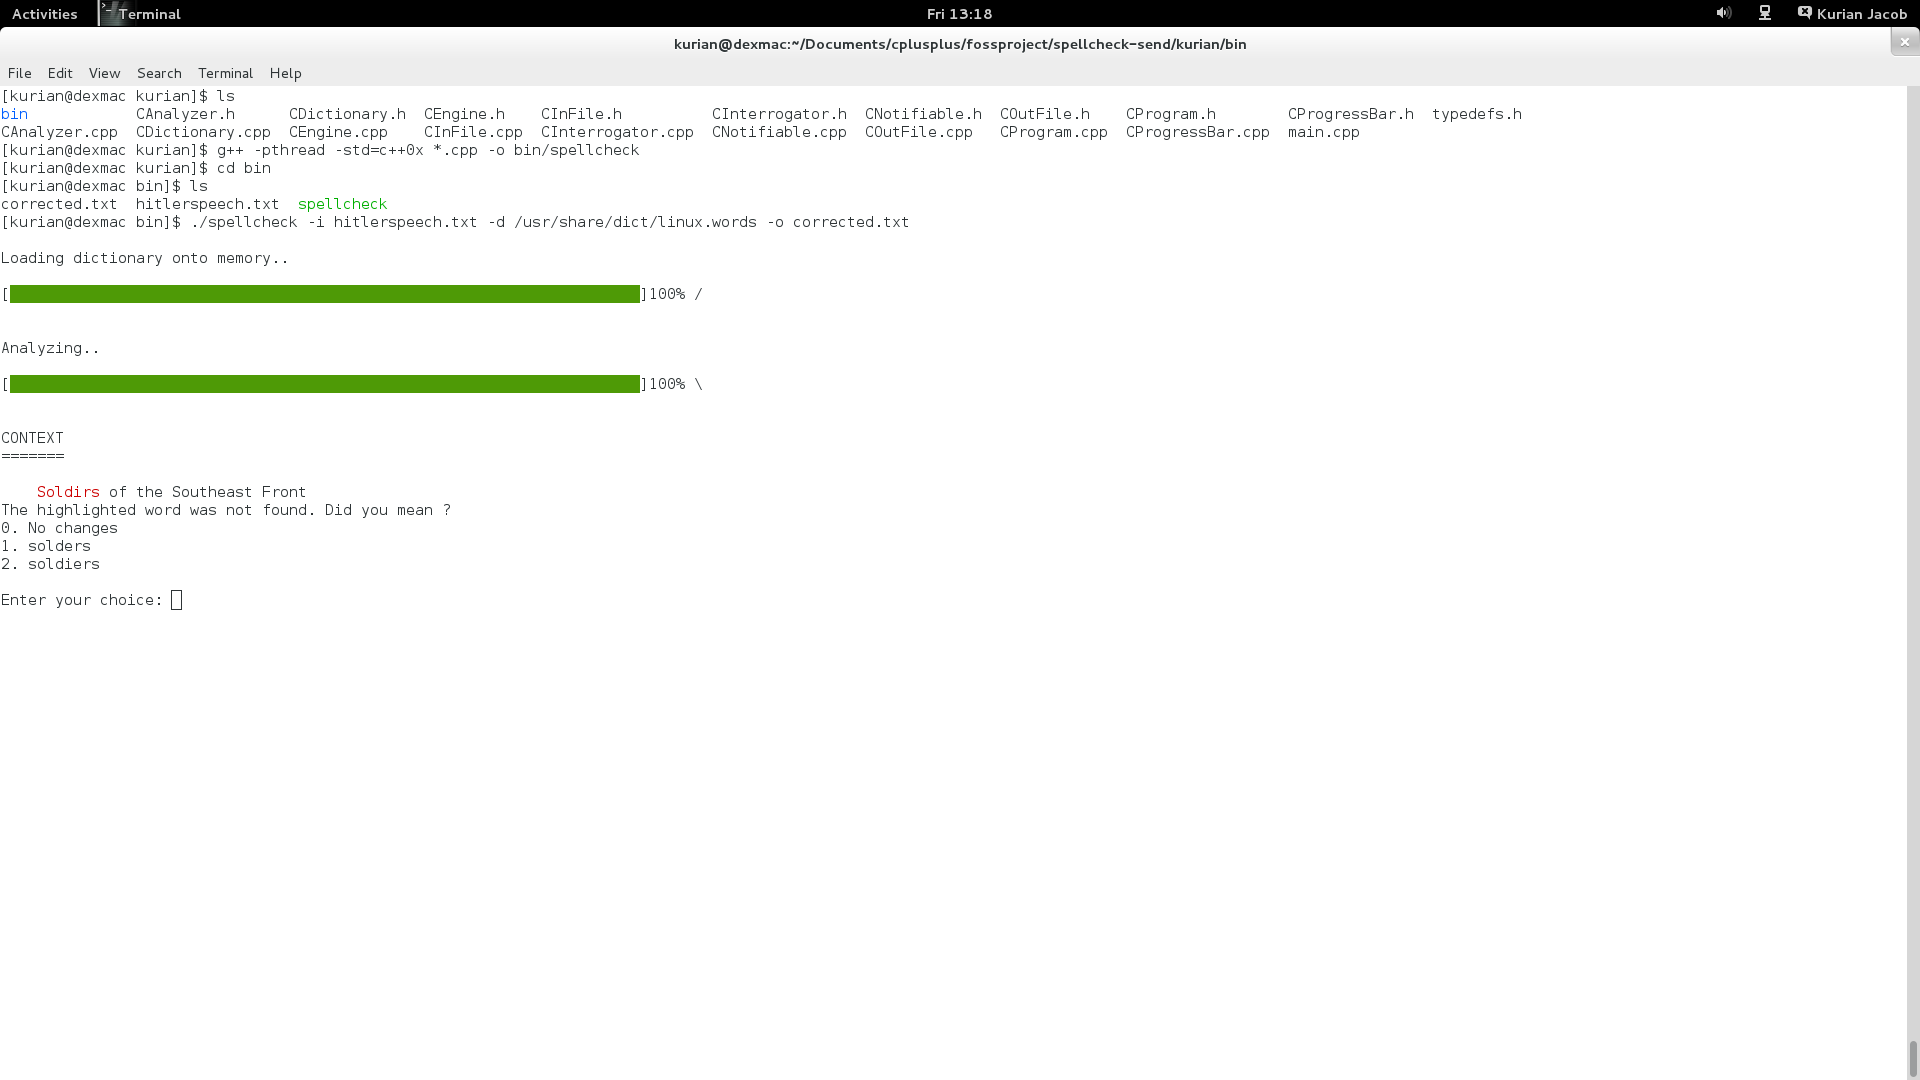 Activities Terminal Fri 13:18 Kurian Jacob
kurian@dexmac:~/Documents/cplusplus/fossproject/spellcheck-send/kurian/bin
File Edit View Search Terminal Help
[kurian@dexmac kurian]$ ls
bin CAnalyzer.h CDictionary.h CEngine.h CInFile.h CInterrogator.h CNotifiable.h COutFile.h CProgram.h CProgressBar.h typedefs.h
CAnalyzer.cpp CDictionary.cpp CEngine.cpp CInFile.cpp CInterrogator.cpp CNotifiable.cpp COutFile.cpp CProgram.cpp CProgressBar.cpp main.cpp
[kurian@dexmac kurian]$ g++ -pthread -std=c++0x *.cpp -o bin/spellcheck
[kurian@dexmac kurian]$ cd bin
[kurian@dexmac bin]$ ls
corrected.txt hitlerspeech.txt spellcheck
[kurian@dexmac bin]$ ./spellcheck -i hitlerspeech.txt -d /usr/share/dict/linux.words -o corrected.txt
Loading dictionary onto memory..
[ ]100% /
Analyzing..
[ ]100% \
CONTEXT
=======
Soldirs of the Southeast Front
The highlighted word was not found. Did you mean ?
0. No changes
1. solders
2. soldiers
Enter your choice: